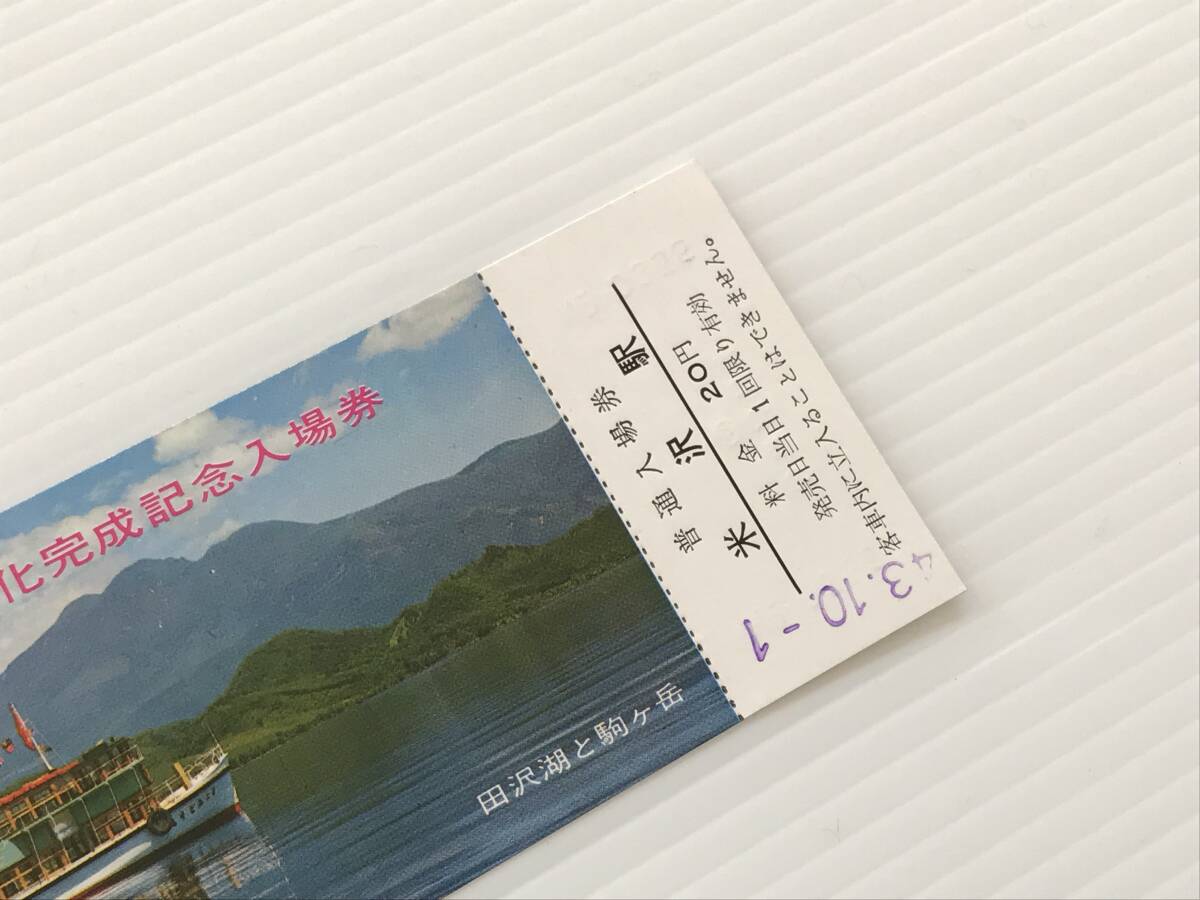 化完成記念入場券
田沢湖と駒ヶ岳
普通入場券
米沢駅
料金20円
発売日当日1回限り有効
客車内に立入ることはできません。
43.10.-1